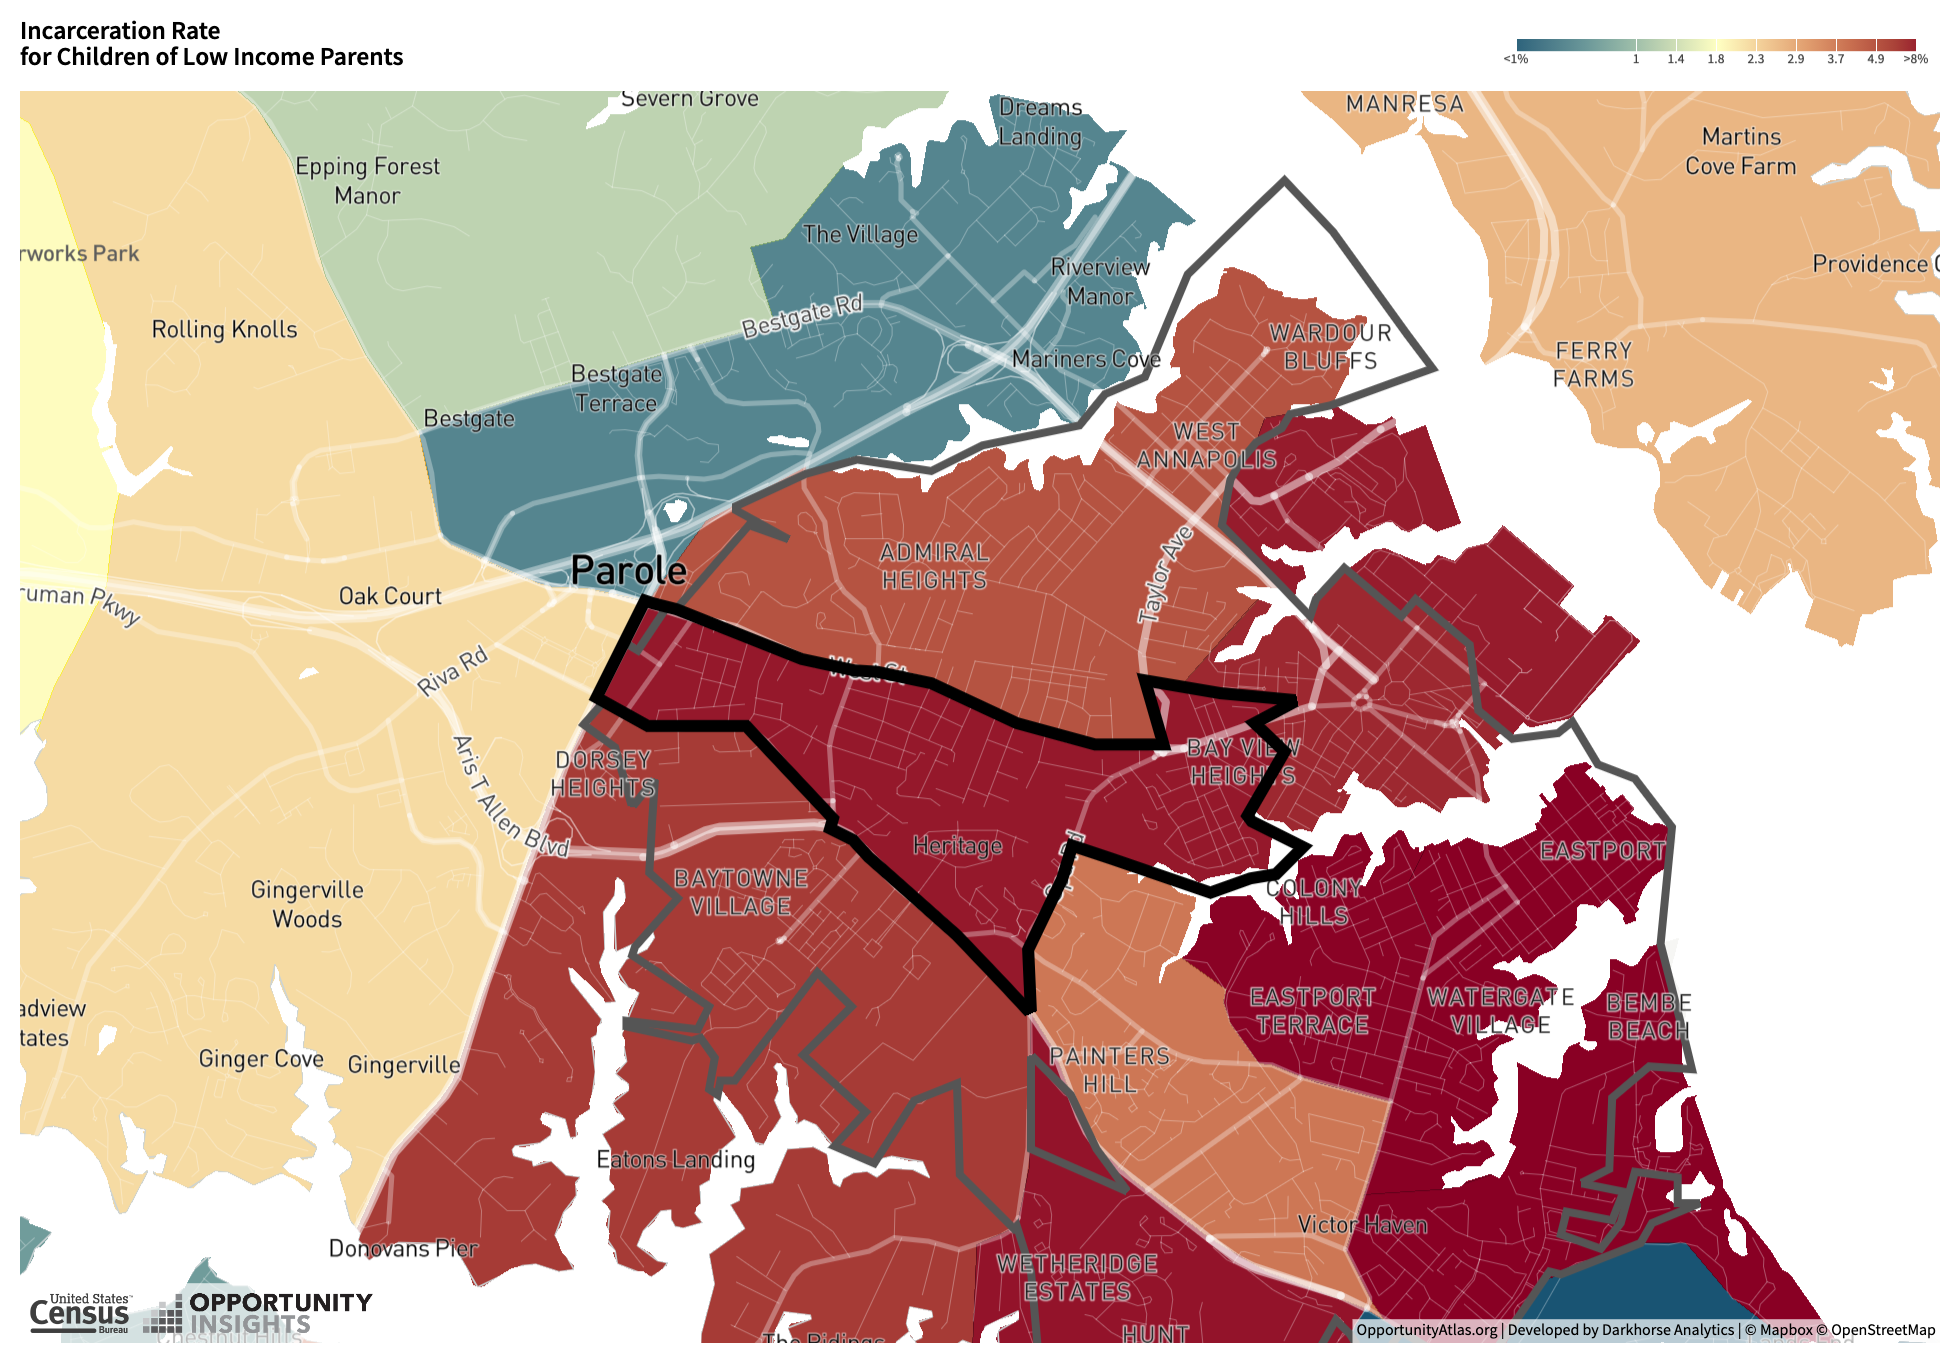 Incarceration Rate
for Children of Low Income Parents
<1%
1
1.4
1.8
2.3
2.9
3.7
4.9
>8%
Severn Grove
Dreams
Landing
MANRESA
Martins
Cove Farm
Epping Forest
Manor
The Village
rworks Park
Riverview
Manor
Providence
Rolling Knolls
Bestgate Rd
WARDOUR
BLUFFS
FERRY
FARMS
Mariners Cove
Bestgate
Terrace
Bestgate
WEST
ANNAPOLIS
ADMIRAL
HEIGHTS
Parole
Taylor Ave
Oak Court
ruman Pkwy
Riva Rd
West St
BAY VIEW
HEIGHTS
DORSEY
HEIGHTS
Aris T Allen Blvd
Heritage
EASTPORT
BAYTOWNE
VILLAGE
COLONY
HILLS
Gingerville
Woods
EASTPORT
TERRACE
WATERGATE
VILLAGE
BEMBE
BEACH
adview
tates
Ginger Cove
Gingerville
PAINTERS
HILL
Eatons Landing
Victor Haven
Donovans Pier
WETHERIDGE
ESTATES
HUNT
The Ridings
Chestnut Hills
United States™
Census
Bureau
OPPORTUNITY
INSIGHTS
OpportunityAtlas.org | Developed by Darkhorse Analytics | © Mapbox © OpenStreetMap